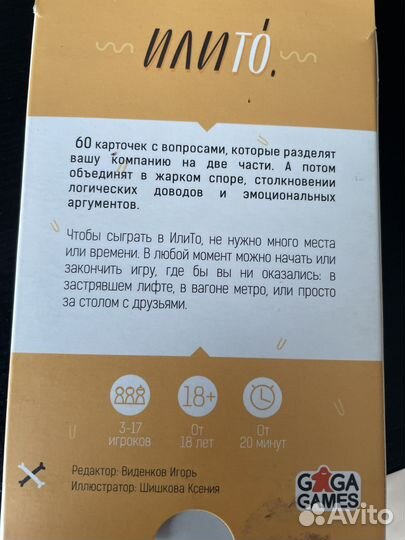 ИЛИТО.
60 карточек с вопросами, которые разделят
вашу компанию на две части. А потом
объединят в жарком споре, столкновении
логических доводов и эмоциональных
аргументов.
Чтобы сыграть в ИлиТо, не нужно много места
или времени. В любой момент можно начать или
закончить игру, где бы вы ни оказались: в
застрявшем лифте, в вагоне метро, или просто
за столом с друзьями.
18+
3-17
игроков
От
18 лет
От
20 минут
Редактор: Виденков Игорь
Иллюстратор: Шишкова Ксения
GAGA
GAMES
Avito